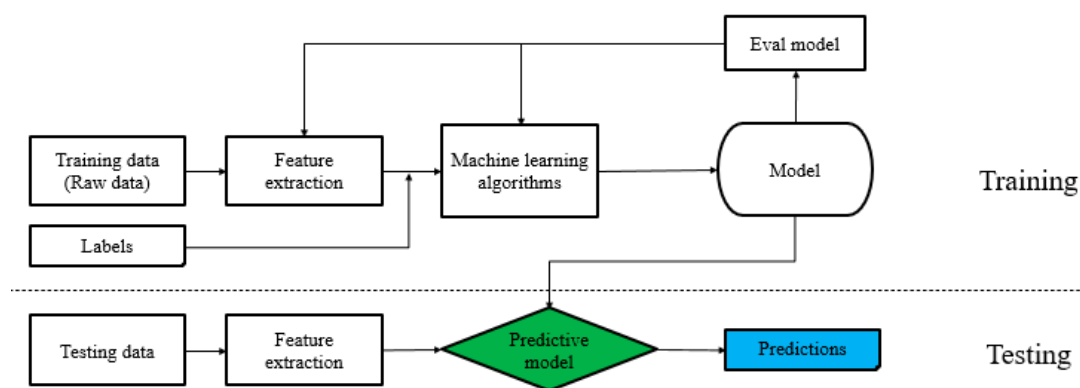 Eval model
Training data
(Raw data)
Feature
extraction
Machine learning
algorithms
Model
Training
Labels
Testing data
Feature
extraction
Predictive
model
Predictions
Testing